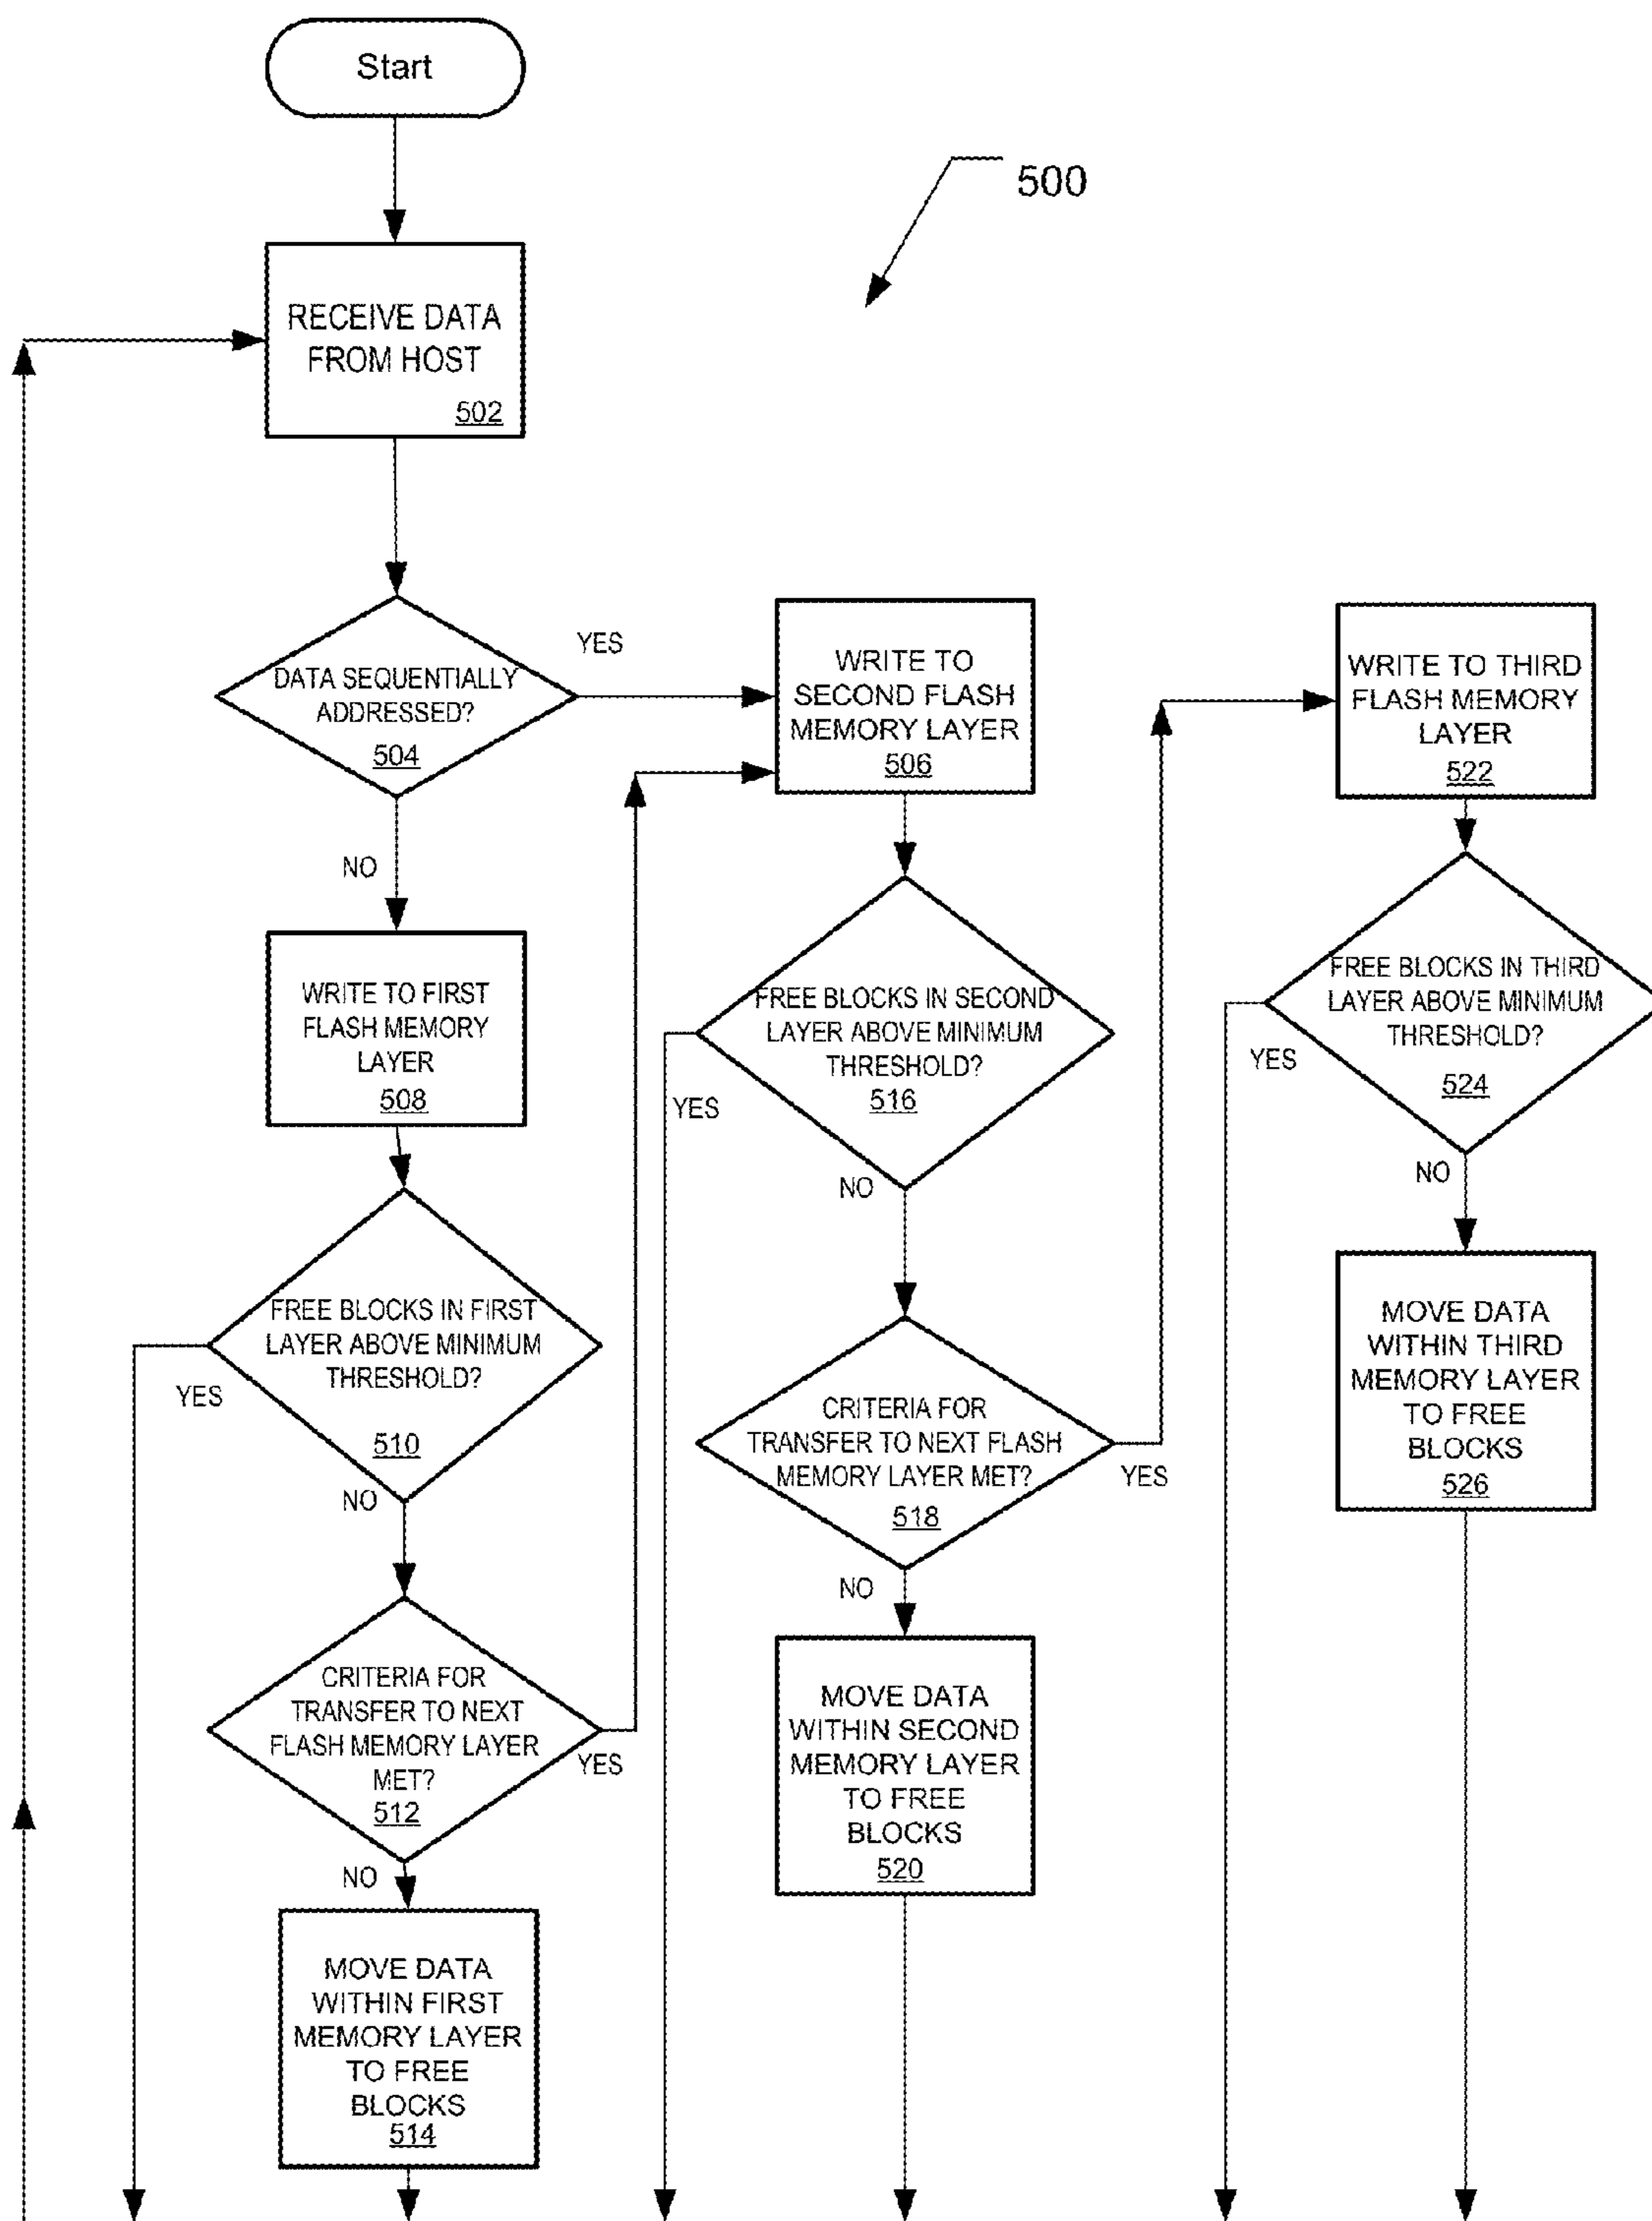 Start
500
RECEIVE DATA
FROM HOST
502
DATA SEQUENTIALLY
ADDRESSED?
504
YES
NO
WRITE TO FIRST
FLASH MEMORY
LAYER
508
FREE BLOCKS IN FIRST
LAYER ABOVE MINIMUM
THRESHOLD?
510
YES
NO
CRITERIA FOR
TRANSFER TO NEXT
FLASH MEMORY LAYER
MET?
512
YES
NO
MOVE DATA
WITHIN FIRST
MEMORY LAYER
TO FREE
BLOCKS
514
WRITE TO
SECOND FLASH
MEMORY LAYER
506
FREE BLOCKS IN SECOND
LAYER ABOVE MINIMUM
THRESHOLD?
516
YES
NO
CRITERIA FOR
TRANSFER TO NEXT FLASH
MEMORY LAYER MET?
518
YES
NO
MOVE DATA
WITHIN SECOND
MEMORY LAYER
TO FREE
BLOCKS
520
WRITE TO THIRD
FLASH MEMORY
LAYER
522
FREE BLOCKS IN THIRD
LAYER ABOVE MINIMUM
THRESHOLD?
524
YES
NO
MOVE DATA
WITHIN THIRD
MEMORY LAYER
TO FREE
BLOCKS
526